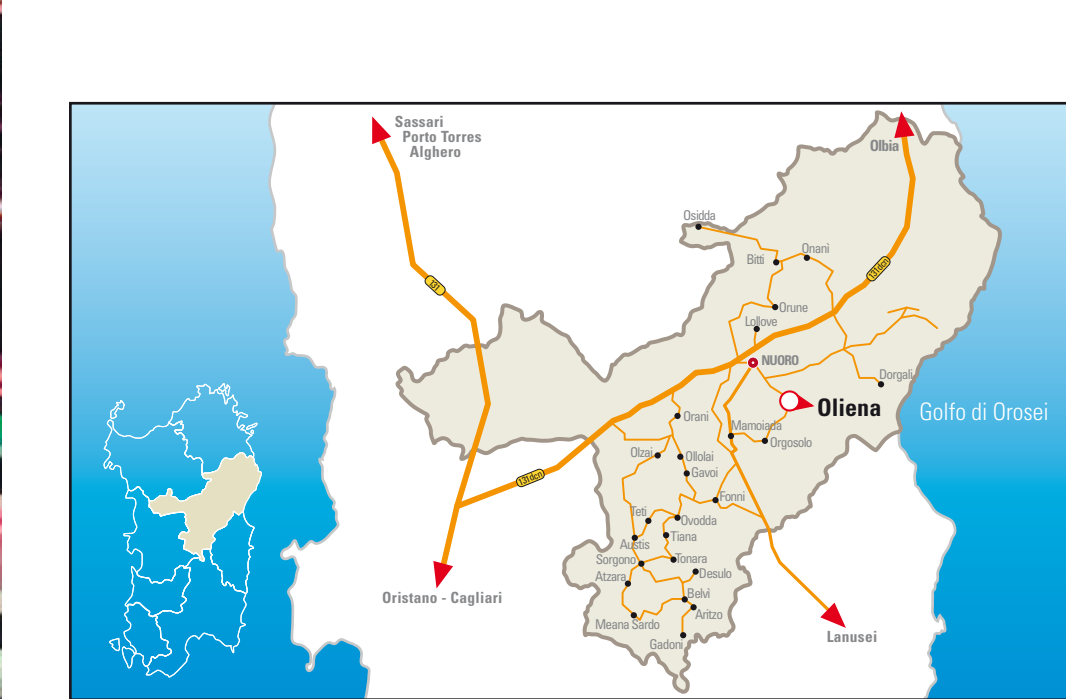 Sassari
Porto Torres
Alghero
Olbia
Osidda
Onanì
Bitti
131dcn
131
Orune
Lollove
NUORO
Dorgali
Oliena
Golfo di Orosei
Orani
Mamoiada
Orgosolo
Olzai
Ollolai
Gavoi
131dcn
Fonni
Teti
Ovodda
Tiana
Austis
Sorgono
Tonara
Desulo
Atzara
Belvì
Aritzo
Meana Sardo
Gadoni
Oristano - Cagliari
Lanusei